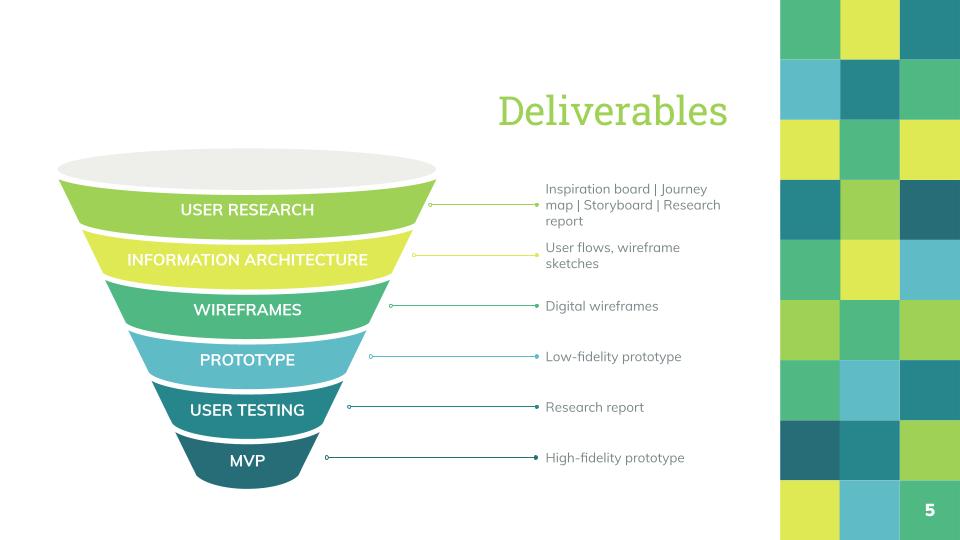 Deliverables
USER RESEARCH
Inspiration board | Journey
map | Storyboard | Research
report
INFORMATION ARCHITECTURE
User flows, wireframe
sketches
WIREFRAMES
Digital wireframes
PROTOTYPE
Low-fidelity prototype
USER TESTING
Research report
MVP
High-fidelity prototype
5